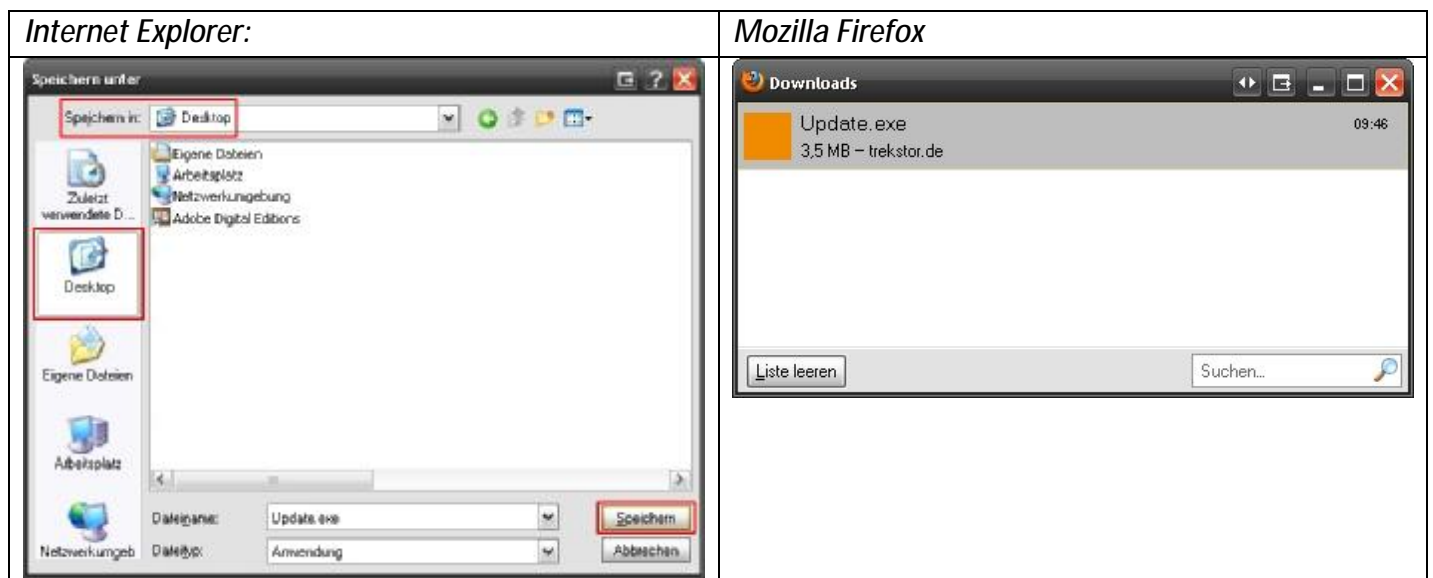 Internet Explorer:
Mozilla Firefox
Speichern unter
Speichern in:
Desktop
Zuletzt
verwendete D...
Desktop
Eigene Dateien
Arbeitsplatz
Netzwerkumgeb
Eigene Dateien
Arbeitsplatz
Netzwerkumgebung
Adobe Digital Editions
Dateiname:
Update.exe
Speichern
Dateityp:
Anwendung
Abbrechen
Downloads
Update.exe
09:46
3,5 MB – trekstor.de
Liste leeren
Suchen...